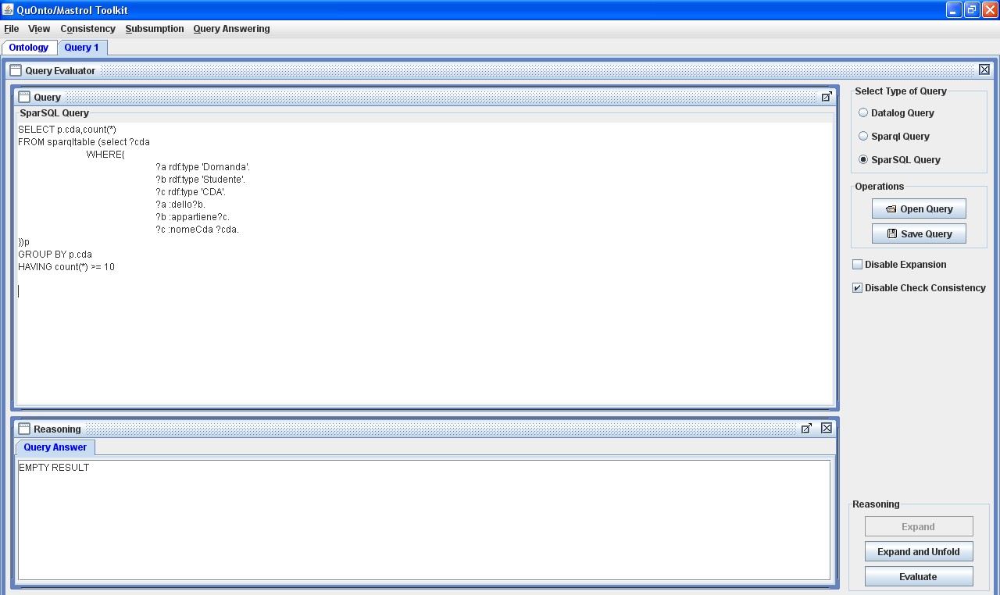 QuOnto/MastroI Toolkit
File View Consistency Subsumption Query Answering
Ontology Query 1
Query Evaluator
Query
SparSQL Query
SELECT p.cda,count(*)
FROM sparqltable (select ?cda
WHERE{
?a rdf:type 'Domanda'.
?b rdf:type 'Studente'.
?c rdf:type 'CDA'.
?a :dello?b.
?b :appartiene?c.
?c :nomeCda ?cda.
})p
GROUP BY p.cda
HAVING count(*) >= 10
Select Type of Query
Datalog Query
Sparql Query
SparSQL Query
Operations
Open Query
Save Query
Disable Expansion
Disable Check Consistency
Reasoning
Query Answer
EMPTY RESULT
Reasoning
Expand
Expand and Unfold
Evaluate